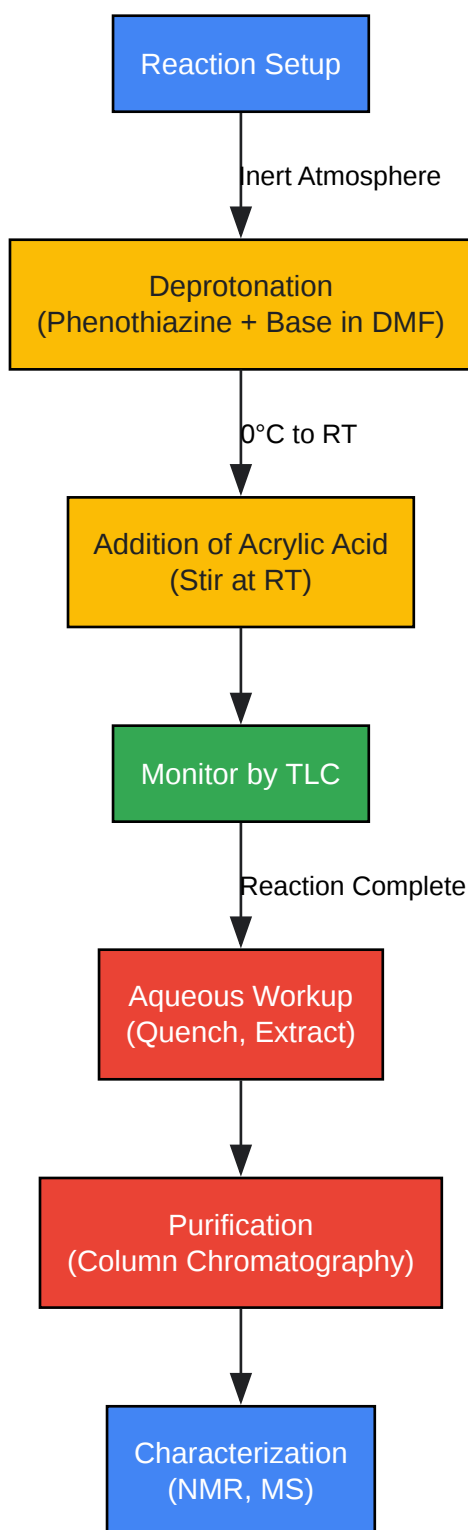 Reaction Setup
Inert Atmosphere
Deprotonation
(Phenothiazine + Base in DMF)
0°C to RT
Addition of Acrylic Acid
(Stir at RT)
Monitor by TLC
Reaction Complete
Aqueous Workup
(Quench, Extract)
Purification
(Column Chromatography)
Characterization
(NMR, MS)